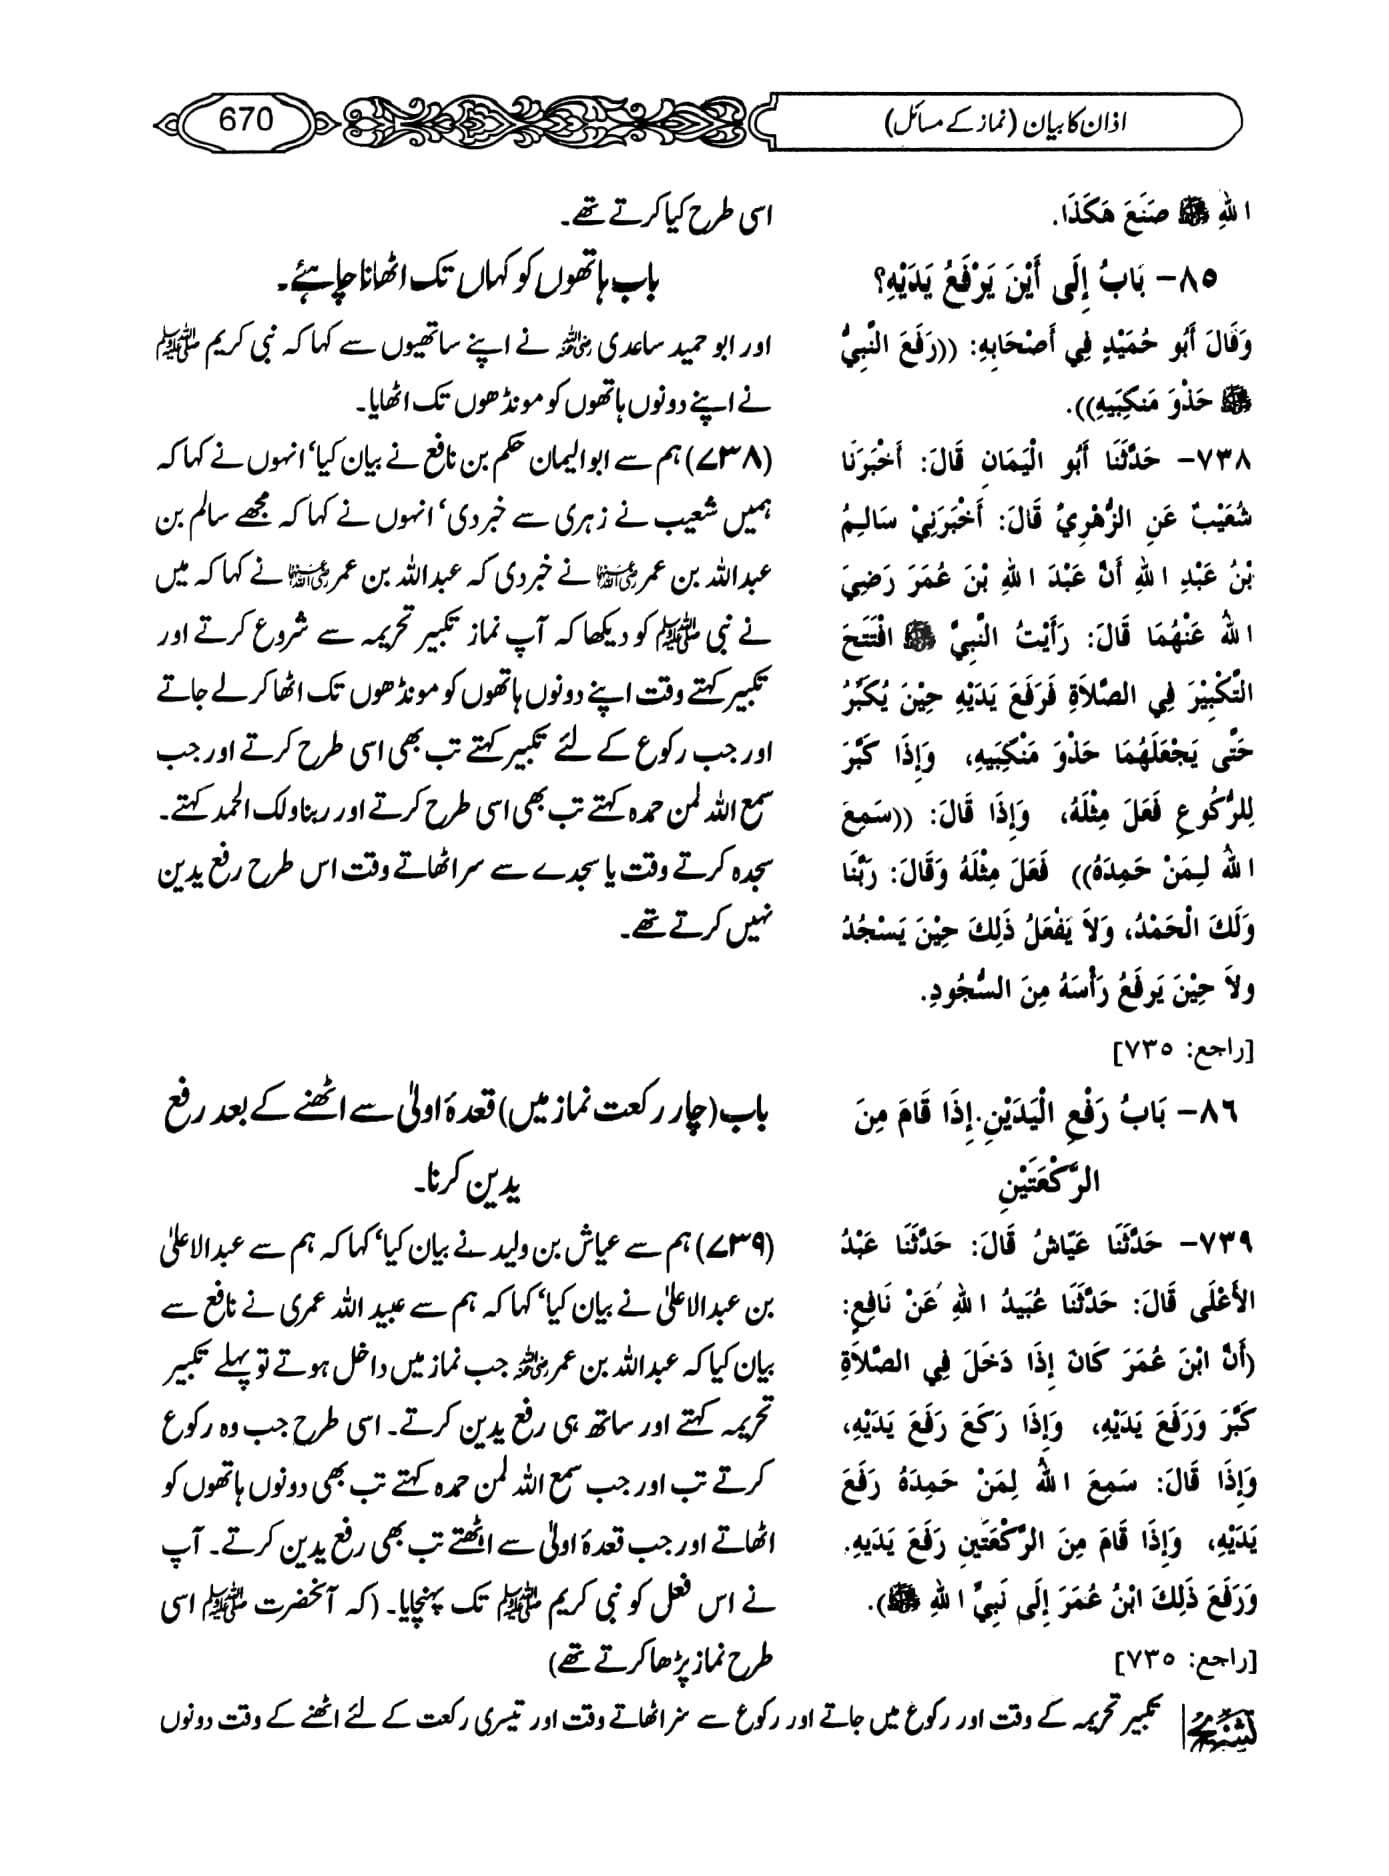 اذان کا بیان (نماز کے مسائل)
670
اللهِ ﷺ صَنَعَ هَكَذَا.
٨٥- بَابُ إِلَى أَيْنَ يَرْفَعُ يَدَيْهِ؟
وَقَالَ أَبُو حُمَيْدٍ فِي أَصْحَابِهِ: ((رَفَعَ النَّبِيُّ
ﷺ حَذْوَ مَنكِبَيهِ)).
٧٣٨- حَدَّثَنَا أَبُو الْيَمَانِ قَالَ: أَخْبَرَنَا
شُعَيْبٌ عَنِ الزُّهْرِيِّ قَالَ: أَخْبَرَنِيْ سَالِمُ
بْنُ عَبْدِ اللهِ أَنَّ عَبْدَ اللهِ بْنَ عُمَرَ رَضِيَ
اللهُ عَنْهُمَا قَالَ: رَأَيْتُ النَّبِيَّ ﷺ افْتَتَحَ
التَّكْبِيْرَ فِي الصَّلاَةِ فَرَفَعَ يَدَيْهِ حِيْنَ يُكَبِّرُ
حَتَّى يَجْعَلَهُمَا حَذْوَ مَنْكِبَيهِ، وَإِذَا كَبَّرَ
لِلرُّكُوعِ فَعَلَ مِثْلَهُ، وَإِذَا قَالَ: ((سَمِعَ
اللهُ لِمَنْ حَمِدَهُ)) فَعَلَ مِثْلَهُ وَقَالَ: رَبَّنَا
وَلَكَ الْحَمْدُ، وَلاَ يَفْعَلُ ذَلِكَ حِيْنَ يَسْجُدُ
ولاَ حِيْنَ يَرفَعُ رَأْسَهُ مِنَ السُّجُودِ.
[راجع: ٧٣٥]
٨٦- بَابُ رَفْعِ الْيَدَيْنِ إِذَا قَامَ مِنَ
الرَّكْعَتَيْنِ
٧٣٩- حَدَّثَنَا عَيَّاشُ قَالَ: حَدَّثَنَا عَبْدُ
الأَعْلَى قَالَ: حَدَّثَنَا عُبَيدُ اللهِ عَنْ نَافِعٍ:
(أَنَّ ابْنَ عُمَرَ كَانَ إِذَا دَخَلَ فِي الصَّلاَةِ
كَبَّرَ وَرَفَعَ يَدَيْهِ، وَإِذَا رَكَعَ رَفَعَ يَدَيْهِ،
وَإِذَا قَالَ: سَمِعَ اللهُ لِمَنْ حَمِدَهُ رَفَعَ
يَدَيْهِ، وَإِذَا قَامَ مِنَ الرَّكْعَتَينِ رَفَعَ يَدَيهِ.
وَرَفَعَ ذَلِكَ ابْنُ عُمَرَ إِلَى نَبِيِّ اللهِ ﷺ).
[راجع: ٧٣٥]
اسی طرح کیا کرتے تھے۔
باب ہاتھوں کو کہاں تک اٹھانا چاہئے۔
اور ابو حمید ساعدی رضی اللہ عنہ نے اپنے ساتھیوں سے کہا کہ نبی کریم ﷺ
نے اپنے دونوں ہاتھوں کو مونڈھوں تک اٹھایا۔
(۷۳۸) ہم سے ابو الیمان حکم بن نافع نے بیان کیا' انہوں نے کہا کہ
ہمیں شعیب نے زہری سے خبر دی' انہوں نے کہا کہ مجھے سالم بن
عبداللہ بن عمر رضی اللہ عنہما نے خبر دی کہ عبداللہ بن عمر رضی اللہ عنہما نے کہا کہ میں
نے نبی ﷺ کو دیکھا کہ آپ نماز تکبیر تحریمہ سے شروع کرتے اور
تکبیر کہتے وقت اپنے دونوں ہاتھوں کو مونڈھوں تک اٹھا کر لے جاتے
اور جب رکوع کے لئے تکبیر کہتے تب بھی اسی طرح کرتے اور جب
سمع اللہ لمن حمدہ کہتے تب بھی اسی طرح کرتے اور ربنا ولک الحمد کہتے۔
سجدہ کرتے وقت یا سجدے سے سر اٹھاتے وقت اس طرح رفع یدین
نہیں کرتے تھے۔
باب (چار رکعت نماز میں) قعدۂ اولیٰ سے اٹھنے کے بعد رفع
یدین کرنا۔
(۷۳۹) ہم سے عیاش بن ولید نے بیان کیا' کہا کہ ہم سے عبدالاعلیٰ
بن عبدالاعلیٰ نے بیان کیا' کہا کہ ہم سے عبید اللہ عمری نے نافع سے
بیان کیا کہ عبداللہ بن عمر رضی اللہ عنہ جب نماز میں داخل ہوتے تو پہلے تکبیر
تحریمہ کہتے اور ساتھ ہی رفع یدین کرتے۔ اسی طرح جب وہ رکوع
کرتے تب اور جب سمع اللہ لمن حمدہ کہتے تب بھی دونوں ہاتھوں کو
اٹھاتے اور جب قعدۂ اولیٰ سے اٹھتے تب بھی رفع یدین کرتے۔ آپ
نے اس فعل کو نبی کریم ﷺ تک پہنچایا۔ (کہ آنحضرت ﷺ اسی
طرح نماز پڑھا کرتے تھے)
تشریح تکبیر تحریمہ کے وقت اور رکوع میں جاتے اور رکوع سے سر اٹھاتے وقت اور تیسری رکعت کے لئے اٹھنے کے وقت دونوں